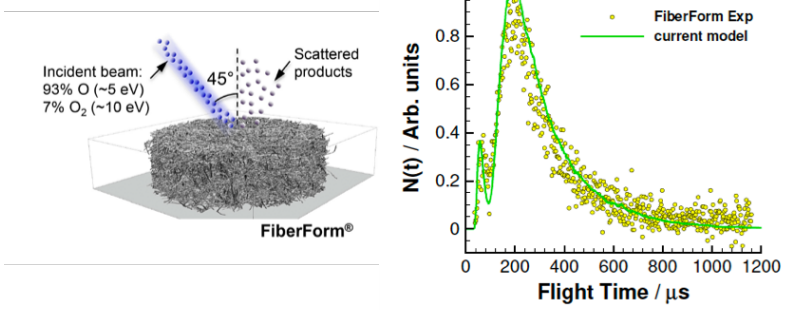 Incident beam:
93% O (~5 eV)
7% O₂ (~10 eV)
45°
Scattered
products
FiberForm®
N(t) / Arb. units
0.8
0.6
0.4
0.2
0
FiberForm Exp
current model
0 200 400 600 800 1000 1200
Flight Time / μs